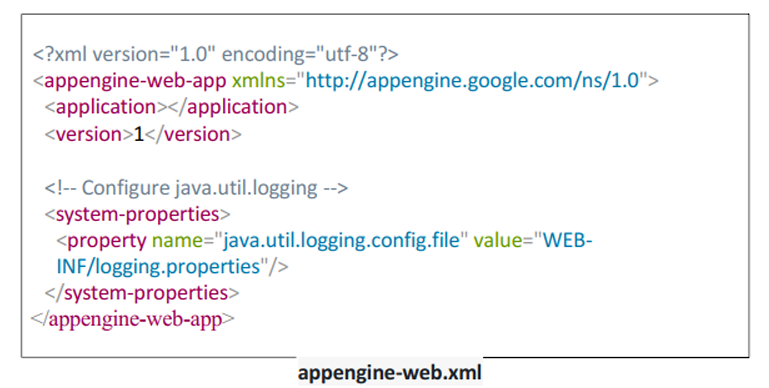 <?xml version="1.0" encoding="utf-8"?>
<appengine-web-app xmlns="http://appengine.google.com/ns/1.0">
<application></application>
<version>1</version>
<!-- Configure java.util.logging -->
<system-properties>
<property name="java.util.logging.config.file" value="WEB-
INF/logging.properties"/>
</system-properties>
</appengine-web-app>
appengine-web.xml